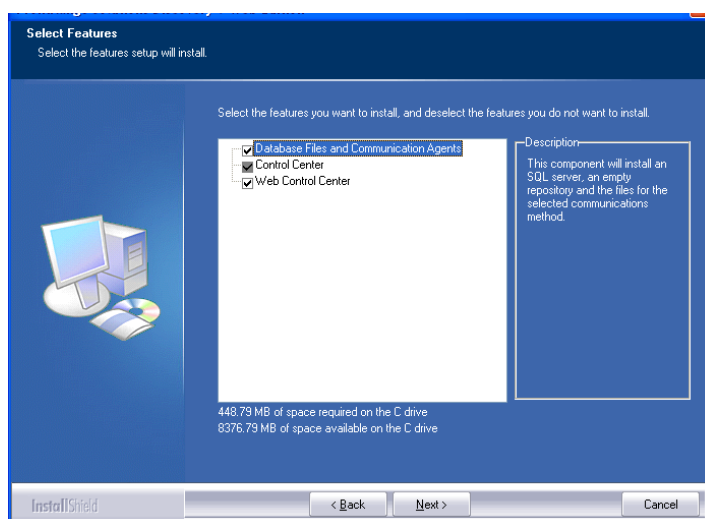 Select Features
Select the features setup will install.
Select the features you want to install, and deselect the features you do not want to install.
Database Files and Communication Agents
Control Center
Web Control Center
Description
This component will install an
SQL server, an empty
repository and the files for the
selected communications
method.
448.79 MB of space required on the C drive
8376.79 MB of space available on the C drive
InstallShield
< Back
Next >
Cancel